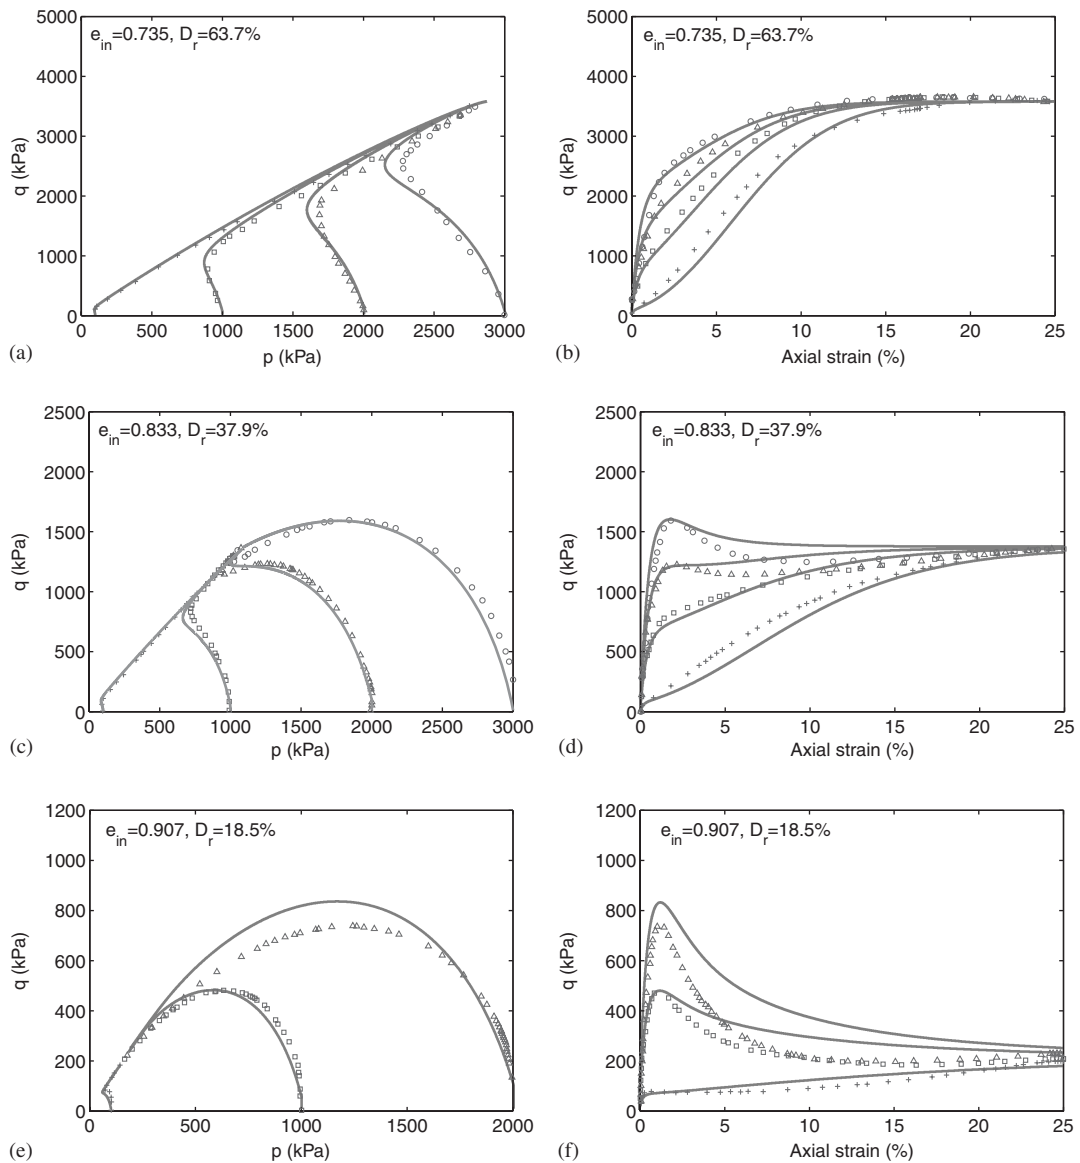 e_in=0.735, D_r=63.7%
5000
4000
3000
2000
1000
0
q (kPa)
0 500 1000 1500 2000 2500 3000
p (kPa)
(a)
e_in=0.735, D_r=63.7%
5000
4000
3000
2000
1000
0
q (kPa)
0 5 10 15 20 25
Axial strain (%)
(b)
e_in=0.833, D_r=37.9%
2500
2000
1500
1000
500
0
q (kPa)
0 500 1000 1500 2000 2500 3000
p (kPa)
(c)
e_in=0.833, D_r=37.9%
2500
2000
1500
1000
500
0
q (kPa)
0 5 10 15 20 25
Axial strain (%)
(d)
e_in=0.907, D_r=18.5%
1200
1000
800
600
400
200
0
q (kPa)
0 500 1000 1500 2000
p (kPa)
(e)
e_in=0.907, D_r=18.5%
1200
1000
800
600
400
200
0
q (kPa)
0 5 10 15 20 25
Axial strain (%)
(f)